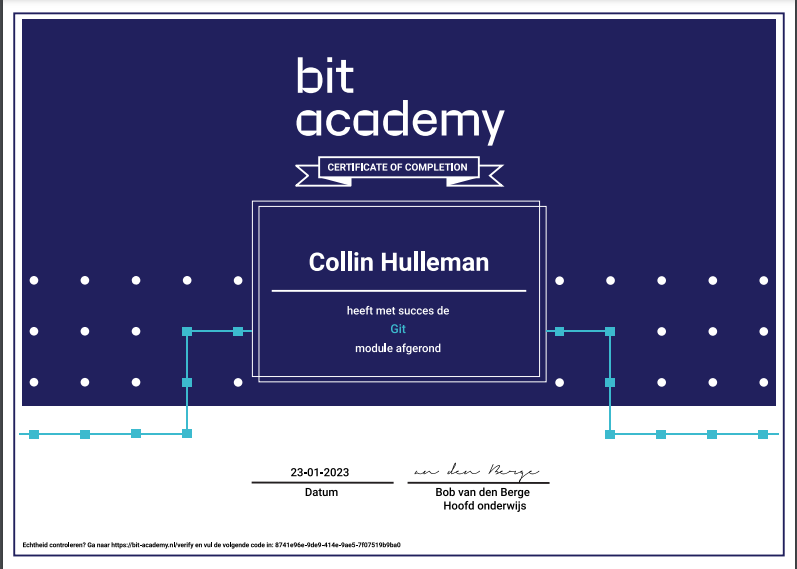 bit
academy
CERTIFICATE OF COMPLETION
Collin Hulleman
heeft met succes de
Git
module afgerond
23-01-2023
Datum
an den Berge
Bob van den Berge
Hoofd onderwijs
Echtheid controleren? Ga naar https://bit-academy.nl/verify en vul de volgende code in: 8741e96e-9de9-414e-9ae5-7f07519b9ba0